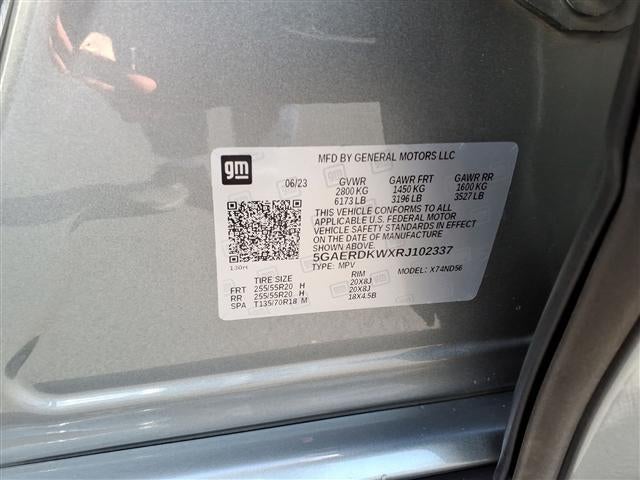 gm
MFD BY GENERAL MOTORS LLC
06/23 GVWR GAWR FRT GAWR RR
2800 KG 1450 KG 1600 KG
6173 LB 3196 LB 3527 LB
THIS VEHICLE CONFORMS TO ALL
APPLICABLE U.S. FEDERAL MOTOR
VEHICLE SAFETY STANDARDS IN EFFECT
ON THE DATE OF MANUFACTURE
SHOWN ABOVE.
5GAERDKWXRJ102337
TYPE: MPV MODEL: X74ND56
130H
TIRE SIZE RIM
FRT 255/55R20 H 20X8J
RR 255/55R20 H 20X8J
SPA T135/70R18 M 18X4.5B